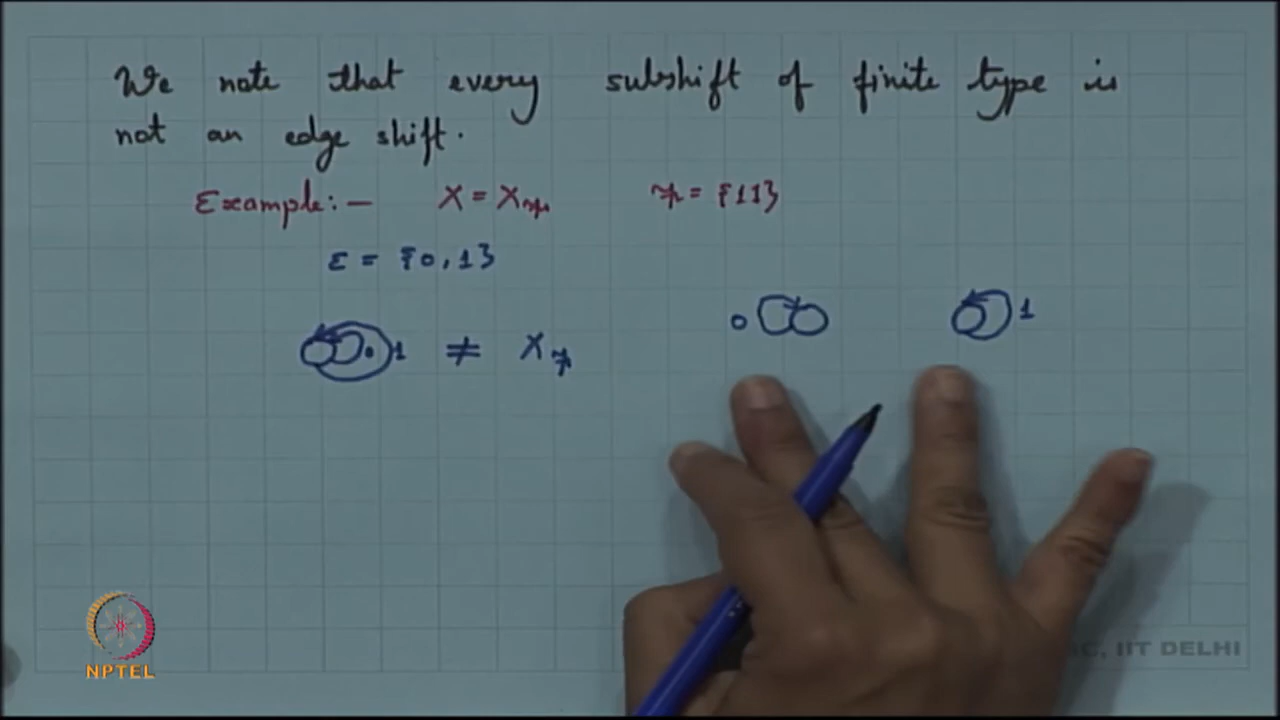 We note that every subshift of finite type is
not an edge shift.
Example:— X = X_F F = {11}
Σ = {0,1}
0 1 ≠ X_F 0 1
NPTEL
IIT DELHI